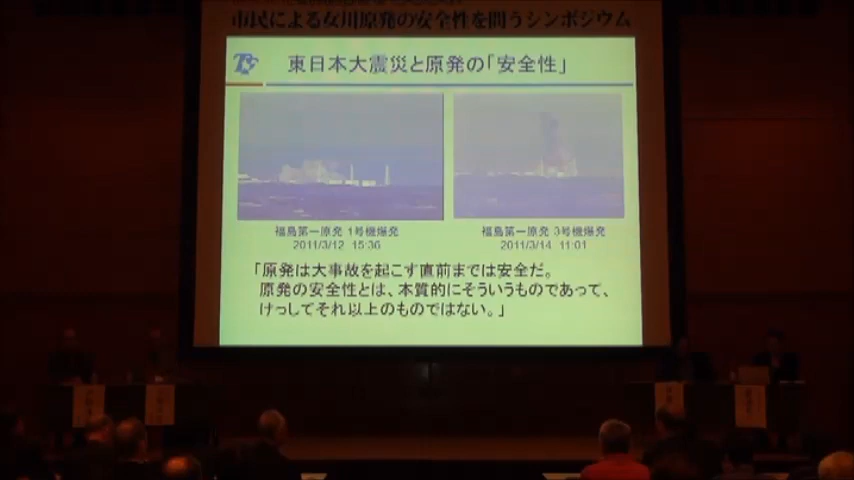 市民による女川原発の安全性を問うシンポジウム
TS
東日本大震災と原発の「安全性」
福島第一原発 1号機爆発
2011/3/12 15:36
福島第一原発 3号機爆発
2011/3/14 11:01
「原発は大事故を起こす直前までは安全だ。
原発の安全性とは、本質的にそういうものであって、
けっしてそれ以上のものではない。」